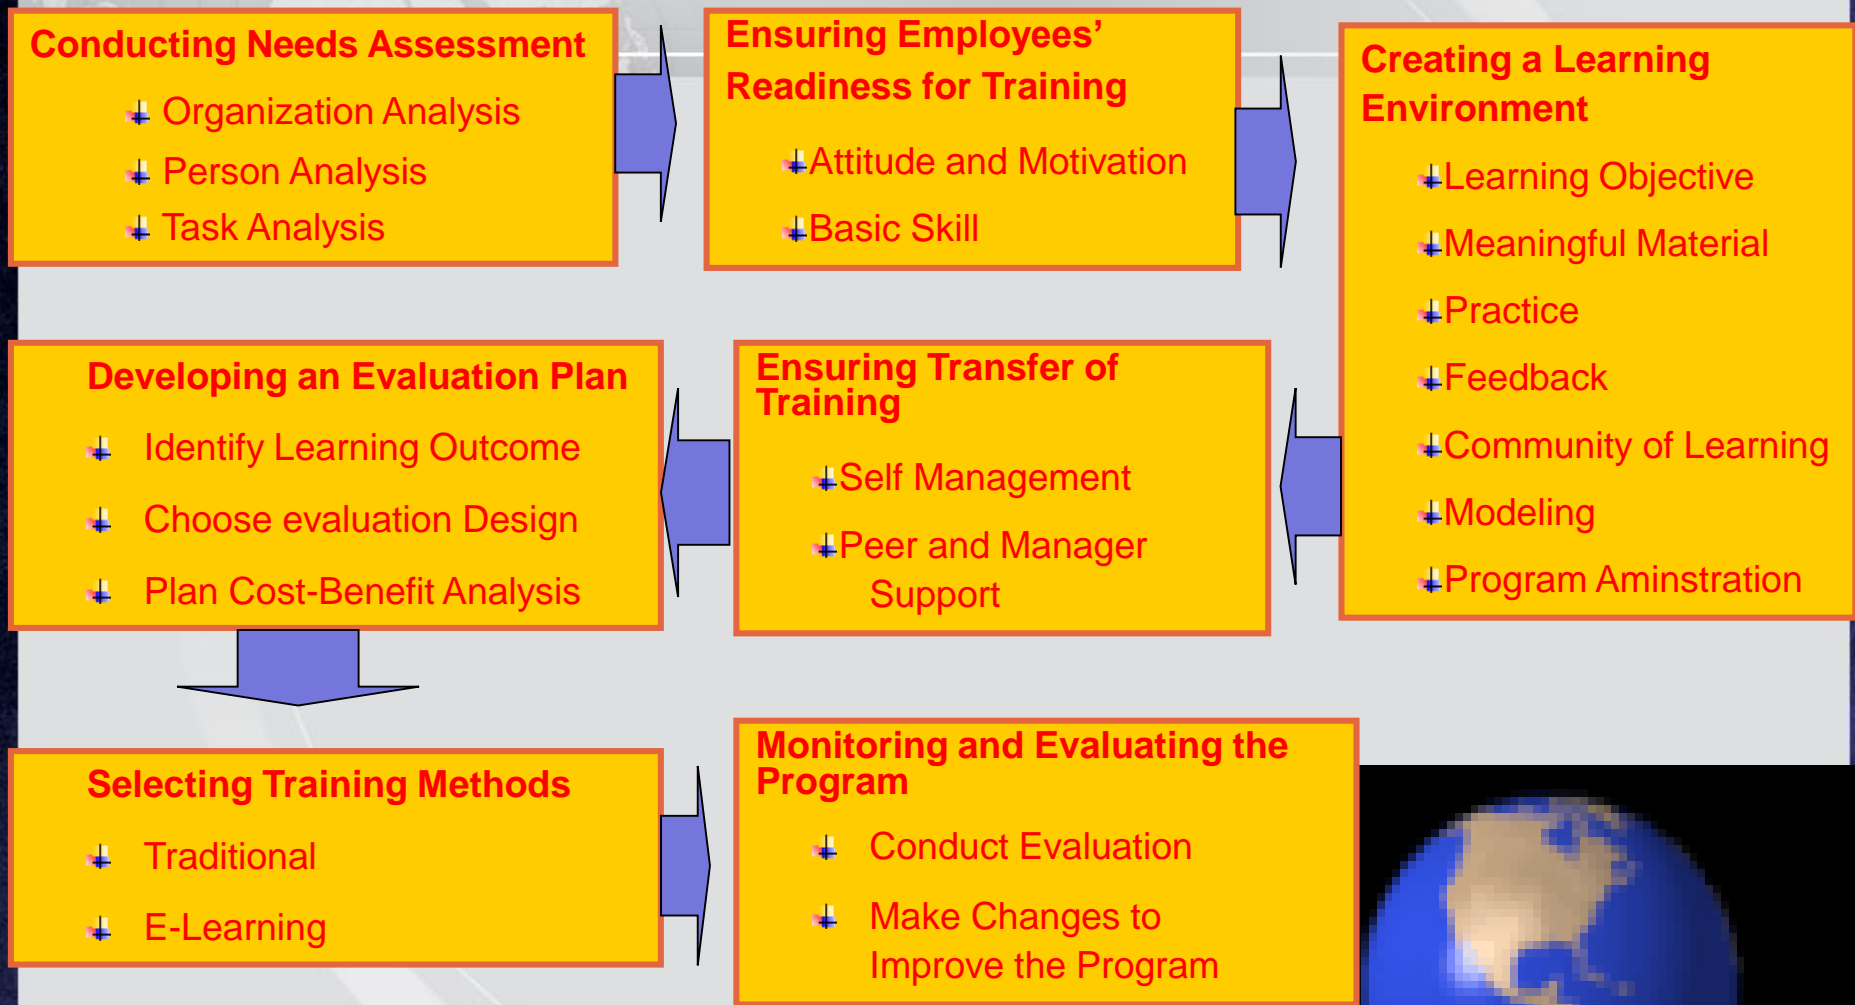 Conducting Needs Assessment
Organization Analysis
Person Analysis
Task Analysis
Ensuring Employees’
Readiness for Training
Attitude and Motivation
Basic Skill
Creating a Learning
Environment
Learning Objective
Meaningful Material
Practice
Feedback
Community of Learning
Modeling
Program Aminstration
Ensuring Transfer of
Training
Self Management
Peer and Manager
Support
Developing an Evaluation Plan
Identify Learning Outcome
Choose evaluation Design
Plan Cost-Benefit Analysis
Selecting Training Methods
Traditional
E-Learning
Monitoring and Evaluating the
Program
Conduct Evaluation
Make Changes to
Improve the Program